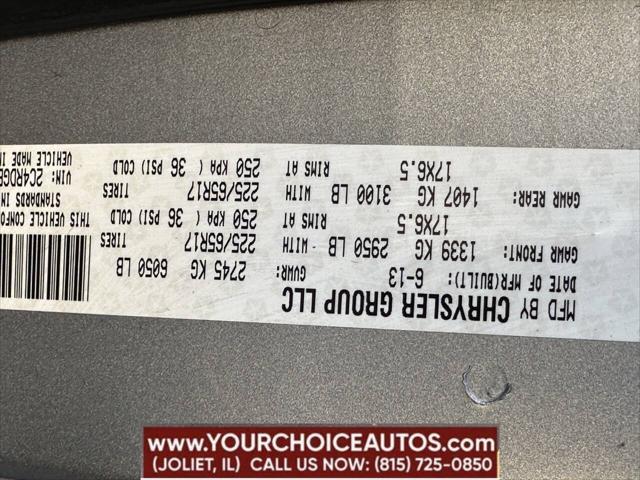 MFD BY CHRYSLER GROUP LLC
DATE OF MFR(BUILT): 6-13 GVWR: 2745 KG 6050 LB
GAWR FRONT: 1339 KG 2950 LB - WITH 225/65R17 TIRES
17X6.5 RIMS AT 250 KPA ( 36 PSI) COLD
GAWR REAR: 1407 KG 3100 LB WITH 225/65R17 TIRES
17X6.5 RIMS AT 250 KPA ( 36 PSI) COLD
THIS VEHICLE
STANDARDS IN
VIN:
VEHICLE MADE IN
WWW.YOURCHOICEAUTOS.COM
(JOLIET, IL) CALL US NOW: (815) 725-0850